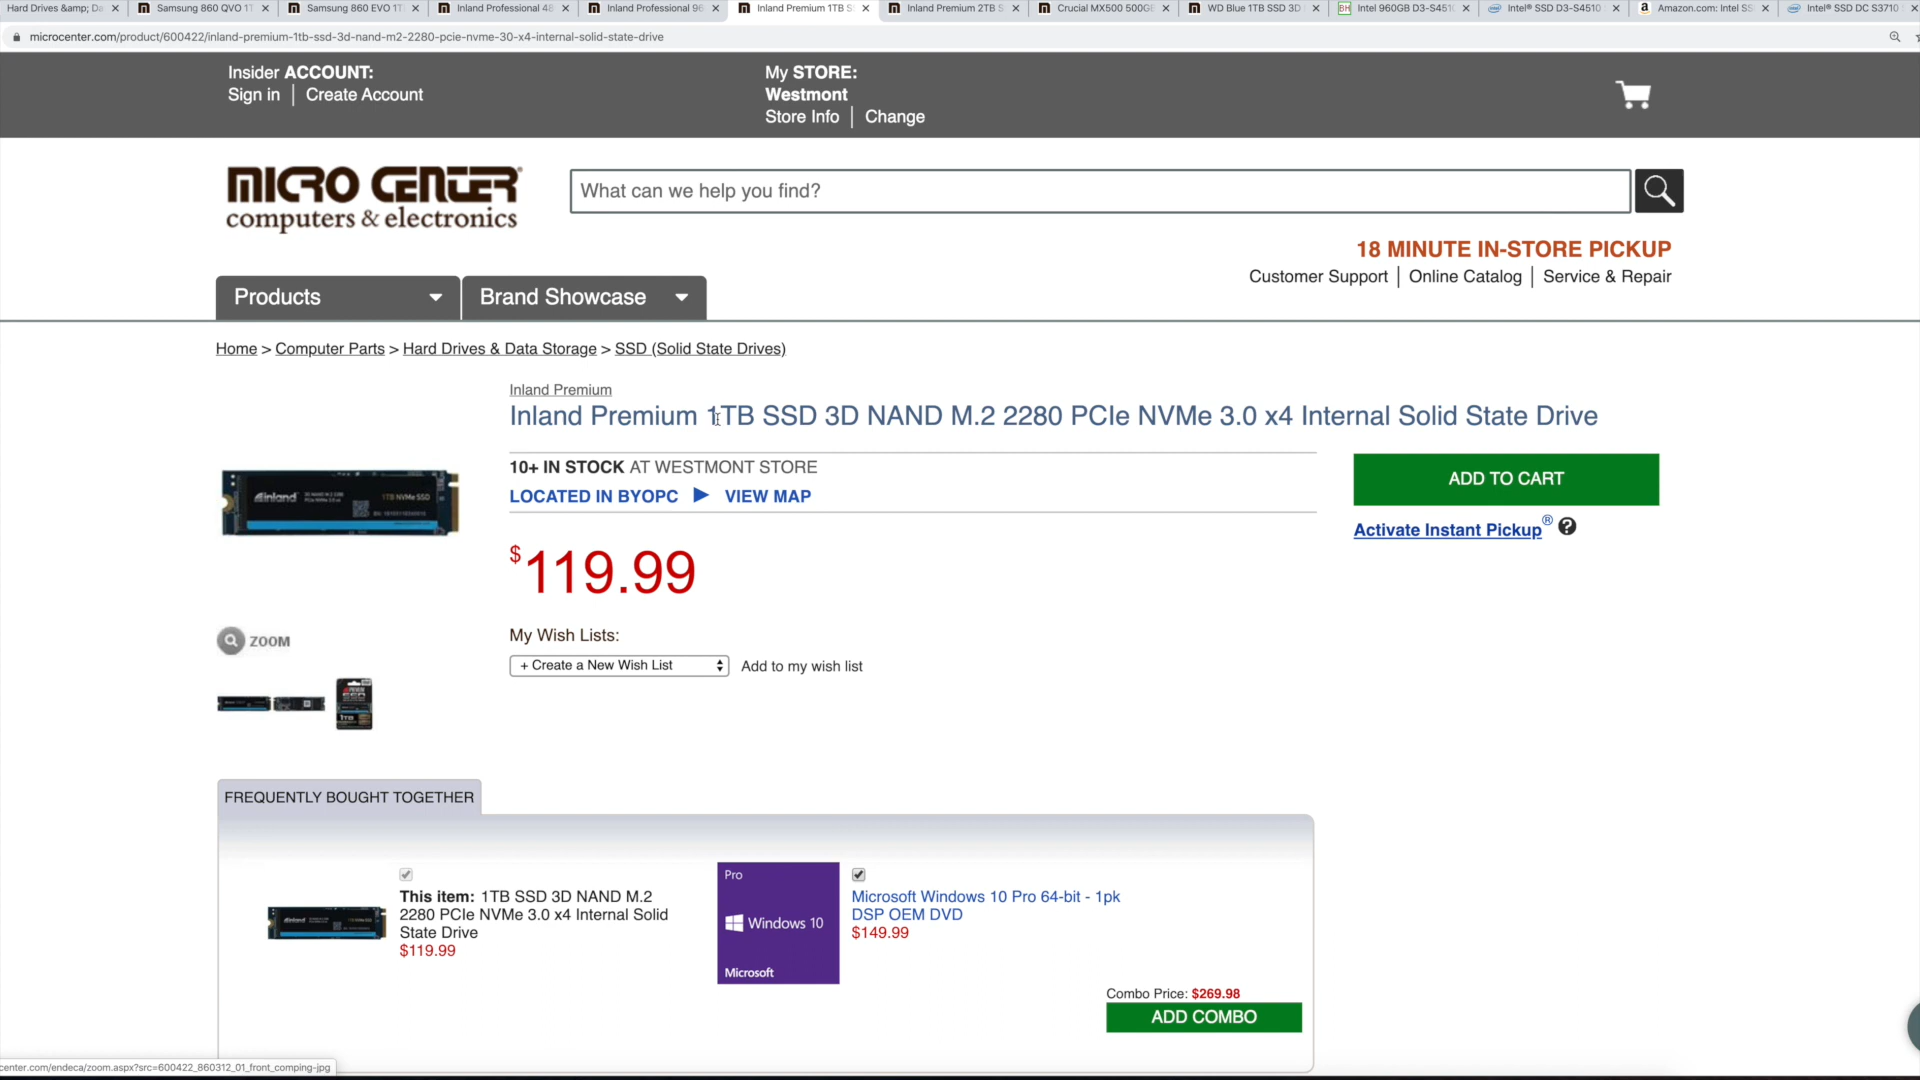 Hard Drives &amp; Da
Samsung 860 QVO 1T
Samsung 860 EVO 1T
Inland Professional 48
Inland Professional 96
Inland Premium 1TB S
Inland Premium 2TB S
Crucial MX500 500GB
WD Blue 1TB SSD 3D
BH Intel 960GB D3-S451
Intel® SSD D3-S4510
Amazon.com: Intel SS
Intel® SSD DC S3710
microcenter.com/product/600422/inland-premium-1tb-ssd-3d-nand-m2-2280-pcie-nvme-30-x4-internal-solid-state-drive
Insider ACCOUNT:
Sign in | Create Account
My STORE:
Westmont
Store Info | Change
MICRO CENTER
computers & electronics
What can we help you find?
18 MINUTE IN-STORE PICKUP
Customer Support | Online Catalog | Service & Repair
Products
Brand Showcase
Home > Computer Parts > Hard Drives & Data Storage > SSD (Solid State Drives)
Inland Premium
Inland Premium 1TB SSD 3D NAND M.2 2280 PCIe NVMe 3.0 x4 Internal Solid State Drive
10+ IN STOCK AT WESTMONT STORE
LOCATED IN BYOPC ▶ VIEW MAP
ADD TO CART
Activate Instant Pickup® ?
inland
1TB NVMe SSD
$119.99
ZOOM
My Wish Lists:
+ Create a New Wish List
Add to my wish list
1TB
FREQUENTLY BOUGHT TOGETHER
This item: 1TB SSD 3D NAND M.2
2280 PCIe NVMe 3.0 x4 Internal Solid
State Drive
$119.99
inland
Pro
Windows 10
Microsoft
Microsoft Windows 10 Pro 64-bit - 1pk
DSP OEM DVD
$149.99
Combo Price: $269.98
ADD COMBO
center.com/endeca/zoom.aspx?src=600422_860312_01_front_comping-jpg